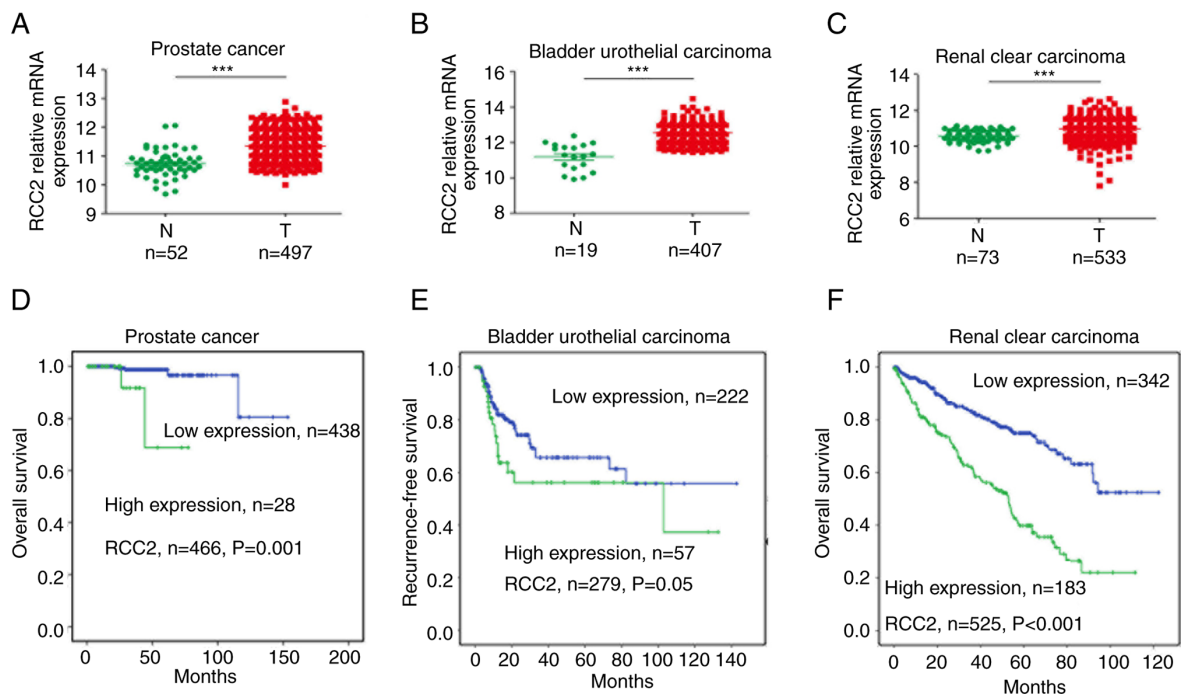 A
Prostate cancer
***
RCC2 relative mRNA
expression
14
13
12
11
10
9
N
T
n=52
n=497
B
Bladder urothelial carcinoma
***
RCC2 relative mRNA
expression
16
14
12
10
8
N
T
n=19
n=407
C
Renal clear carcinoma
***
RCC2 relative mRNA
expression
14
12
10
8
6
N
T
n=73
n=533
D
Prostate cancer
Overall survival
1.0
0.8
0.6
0.4
0.2
0.0
Low expression, n=438
High expression, n=28
RCC2, n=466, P=0.001
0 50 100 150 200
Months
E
Bladder urothelial carcinoma
Recurrence-free survival
1.0
0.8
0.6
0.4
0.2
0.0
Low expression, n=222
High expression, n=57
RCC2, n=279, P=0.05
0 20 40 60 80 100 120 140
Months
F
Renal clear carcinoma
Overall survival
1.0
0.8
0.6
0.4
0.2
0.0
Low expression, n=342
High expression, n=183
RCC2, n=525, P<0.001
0 20 40 60 80 100 120
Months